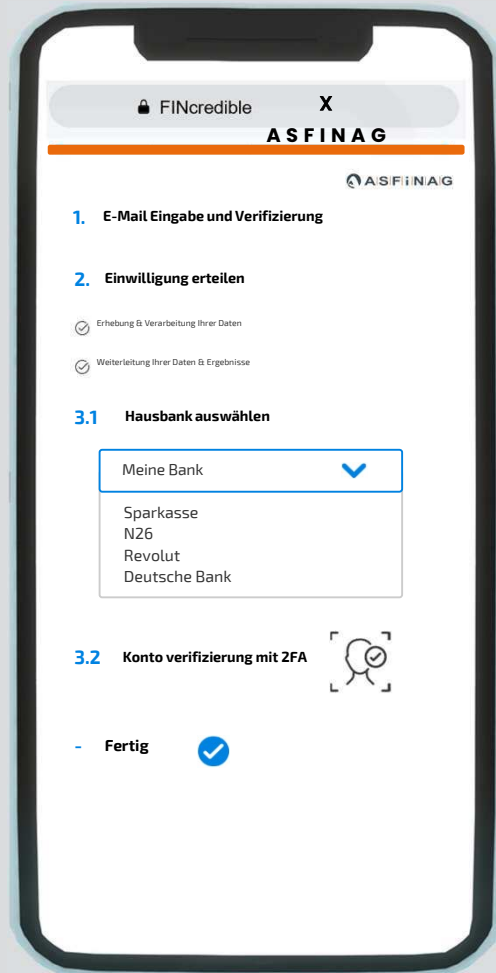 FINcredible
X
ASFINAG
ASFiNAG
1. E-Mail Eingabe und Verifizierung
2. Einwilligung erteilen
Erhebung & Verarbeitung Ihrer Daten
Weiterleitung Ihrer Daten & Ergebnisse
3.1 Hausbank auswählen
Meine Bank
Sparkasse
N26
Revolut
Deutsche Bank
3.2 Konto verifizierung mit 2FA
- Fertig